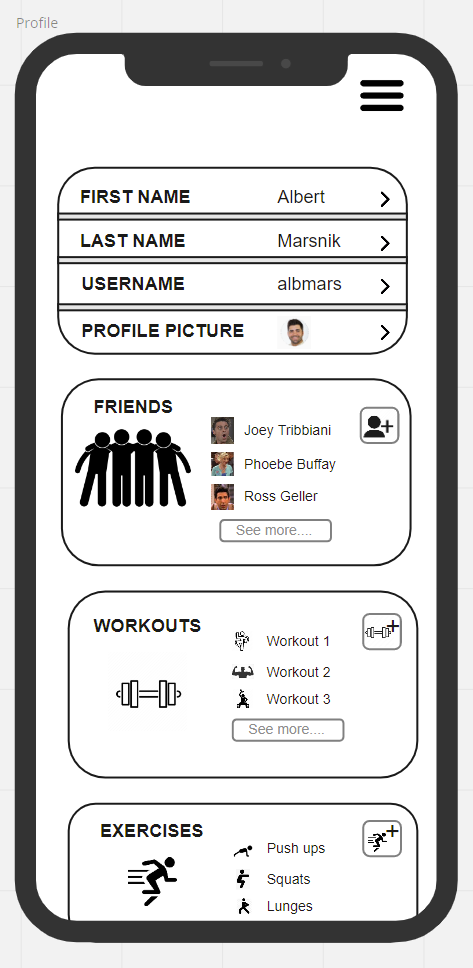 Profile
FIRST NAME Albert
LAST NAME Marsnik
USERNAME albmars
PROFILE PICTURE
FRIENDS
Joey Tribbiani
Phoebe Buffay
Ross Geller
See more....
WORKOUTS
Workout 1
Workout 2
Workout 3
See more....
EXERCISES
Push ups
Squats
Lunges